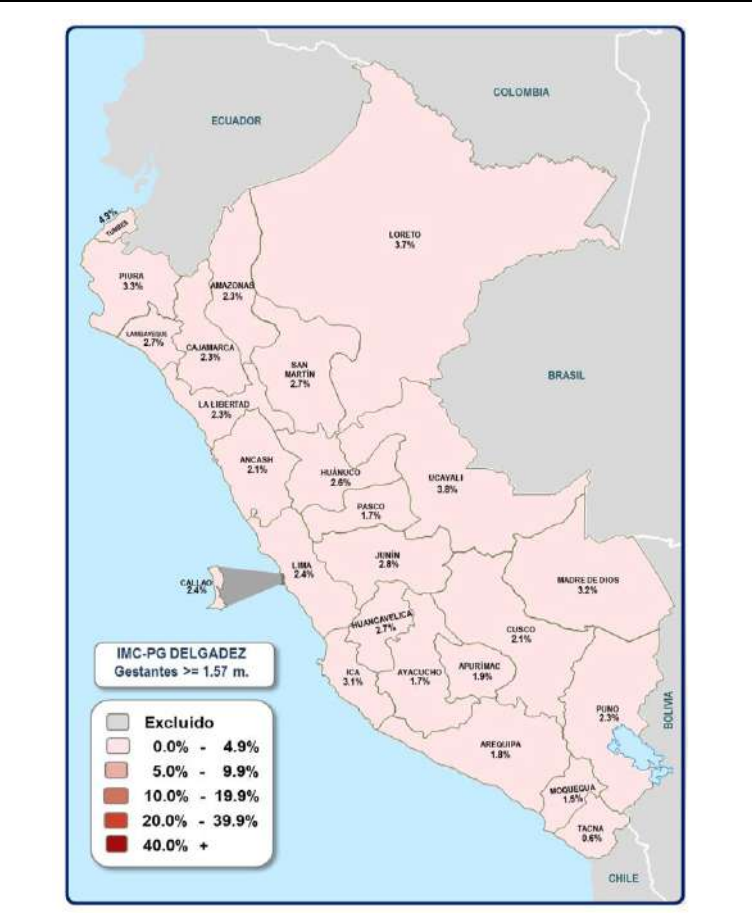 COLOMBIA
ECUADOR
4.3%
TUMBES
LORETO
3.7%
PIURA
3.3%
AMAZONAS
2.3%
LAMBAYEQUE
2.7%
CAJAMARCA
2.3%
SAN
MARTÍN
2.7%
BRASIL
LA LIBERTAD
2.3%
ANCASH
2.1%
HUÁNUCO
2.6%
UCAYALI
3.8%
PASCO
1.7%
LIMA
2.4%
JUNÍN
2.8%
CALLAO
2.4%
MADRE DE DIOS
3.2%
HUANCAVELICA
2.7%
CUSCO
2.1%
ICA
3.1%
AYACUCHO
1.7%
APURÍMAC
1.9%
PUNO
2.3%
BOLIVIA
AREQUIPA
1.8%
MOQUEGUA
1.5%
TACNA
0.6%
CHILE
IMC-PG DELGADEZ
Gestantes >= 1.57 m.
Excluido
0.0% - 4.9%
5.0% - 9.9%
10.0% - 19.9%
20.0% - 39.9%
40.0% +